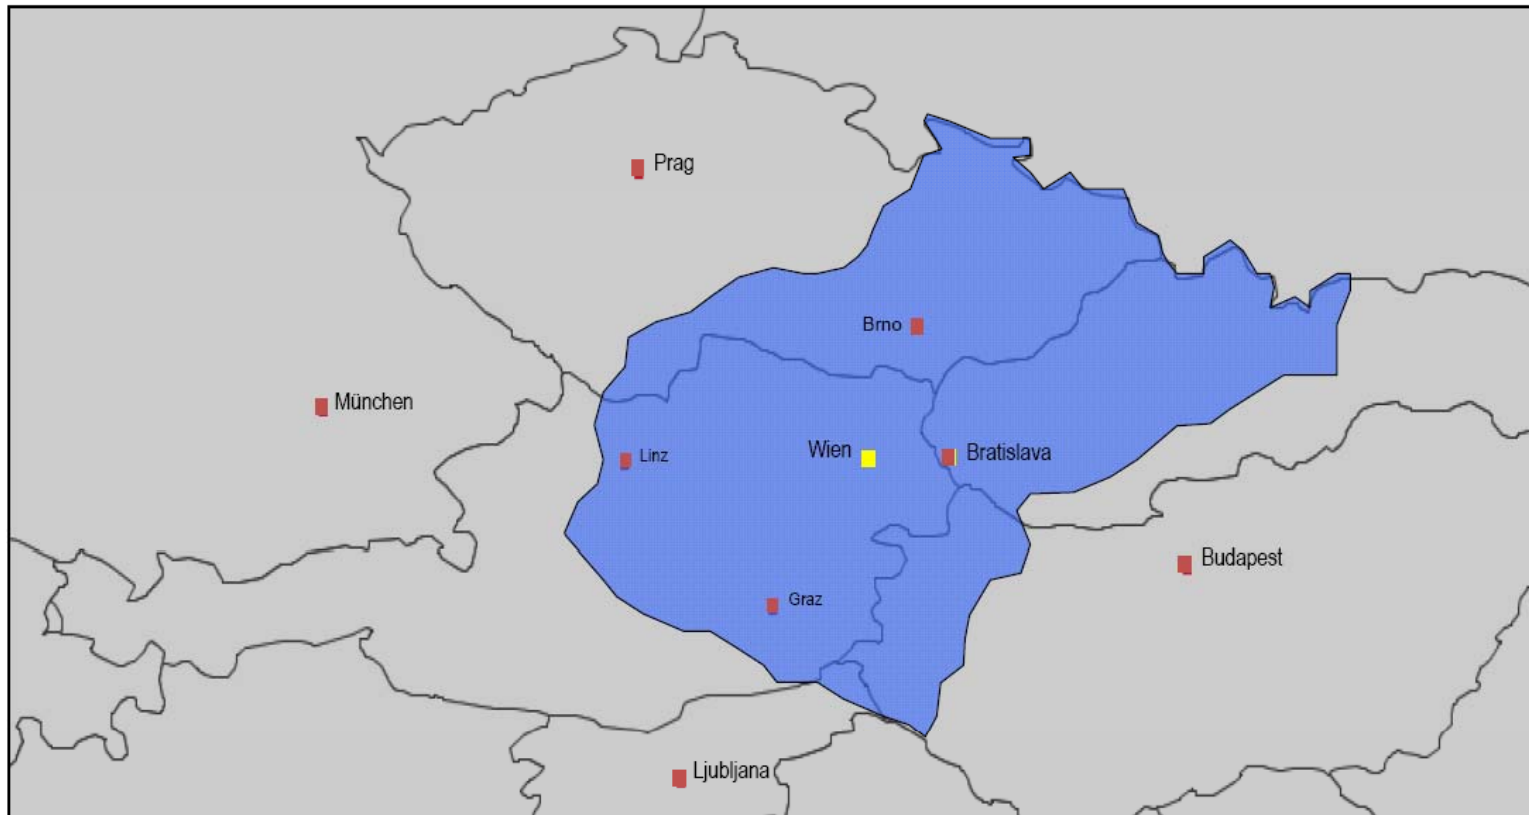 Prag
Brno
München
Linz
Wien
Bratislava
Budapest
Graz
Ljubljana